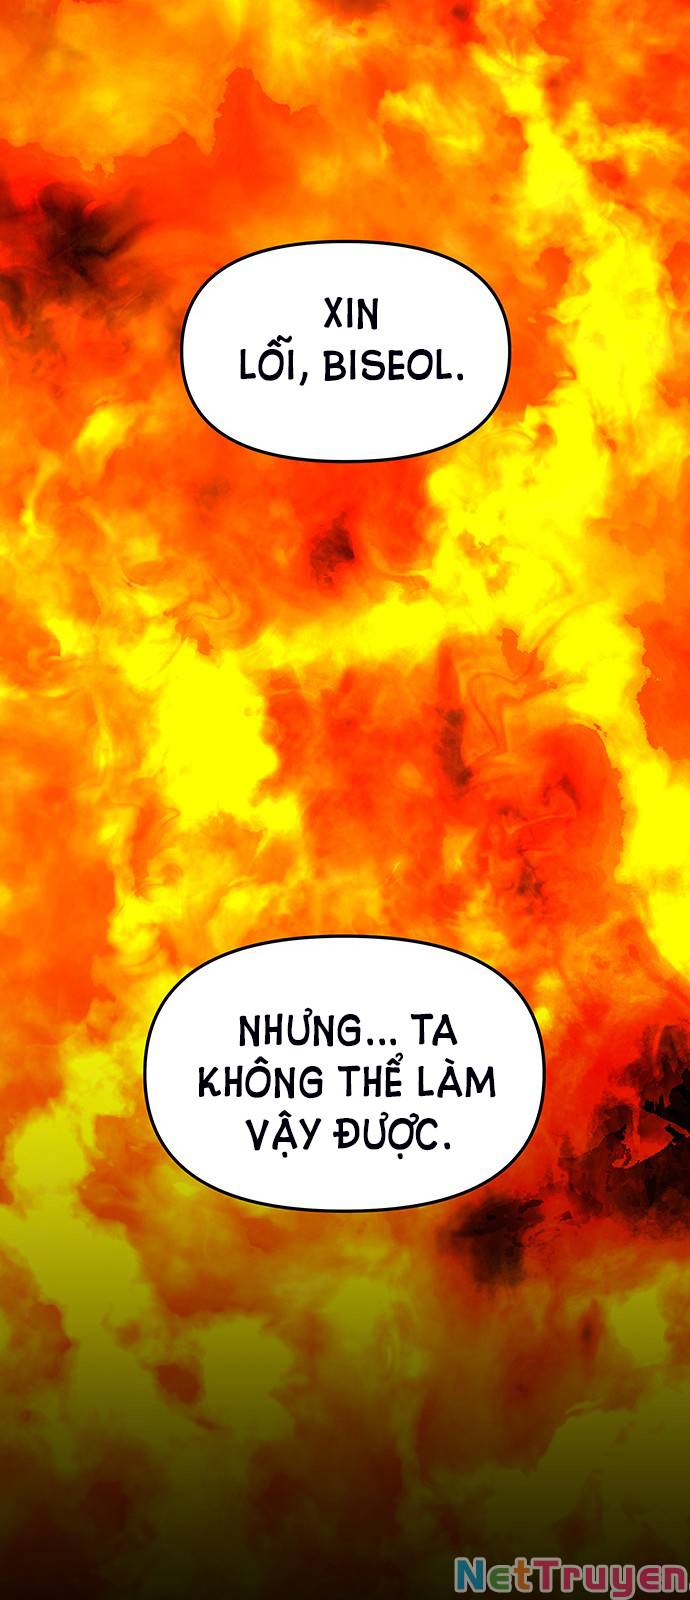 XIN
LỖI, BISEOL.
NHƯNG... TA
KHÔNG THỂ LÀM
VẬY ĐƯỢC.
NetTruyen